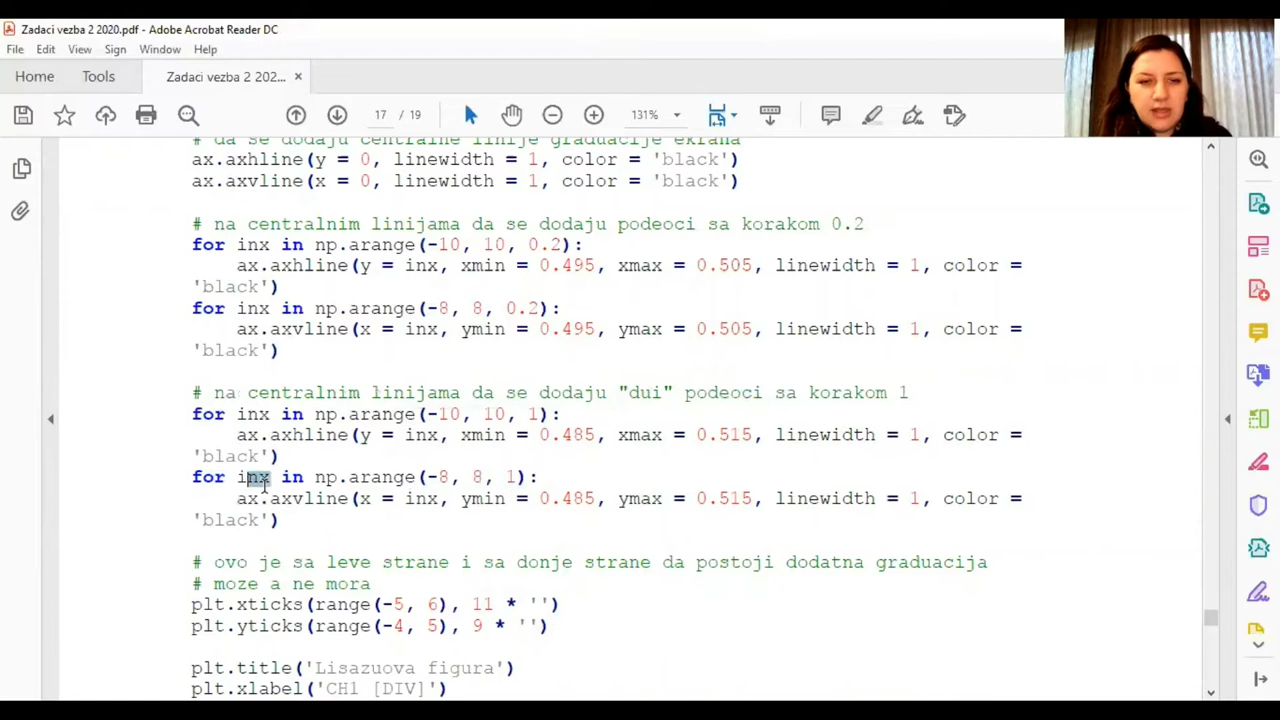 Zadaci vezba 2 2020.pdf - Adobe Acrobat Reader DC
File Edit View Sign Window Help
Home Tools Zadaci vezba 2 202... ×
17 / 19 131%
# da se dodaju centralne linije graduacije ekrana
ax.axhline(y = 0, linewidth = 1, color = 'black')
ax.axvline(x = 0, linewidth = 1, color = 'black')
# na centralnim linijama da se dodaju podeoci sa korakom 0.2
for inx in np.arange(-10, 10, 0.2):
ax.axhline(y = inx, xmin = 0.495, xmax = 0.505, linewidth = 1, color =
'black')
for inx in np.arange(-8, 8, 0.2):
ax.axvline(x = inx, ymin = 0.495, ymax = 0.505, linewidth = 1, color =
'black')
# na centralnim linijama da se dodaju "dui" podeoci sa korakom 1
for inx in np.arange(-10, 10, 1):
ax.axhline(y = inx, xmin = 0.485, xmax = 0.515, linewidth = 1, color =
'black')
for inx in np.arange(-8, 8, 1):
ax.axvline(x = inx, ymin = 0.485, ymax = 0.515, linewidth = 1, color =
'black')
# ovo je sa leve strane i sa donje strane da postoji dodatna graduacija
# moze a ne mora
plt.xticks(range(-5, 6), 11 * '')
plt.yticks(range(-4, 5), 9 * '')
plt.title('Lisazuova figura')
plt.xlabel('CH1 [DIV]')